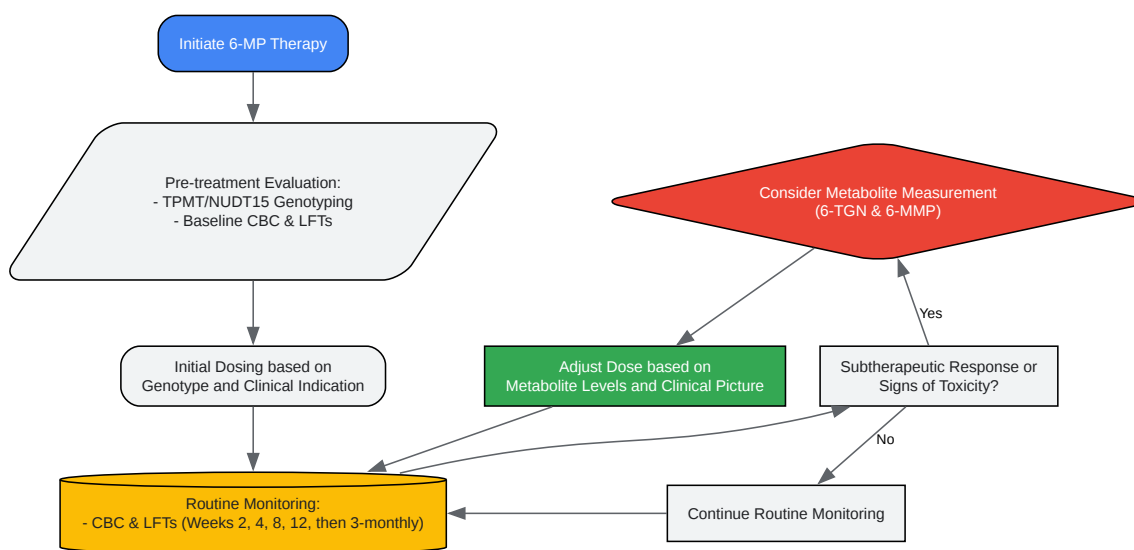 Initiate 6-MP Therapy
Pre-treatment Evaluation:
- TPMT/NUDT15 Genotyping
- Baseline CBC & LFTs
Consider Metabolite Measurement
(6-TGN & 6-MMP)
Yes
Initial Dosing based on
Genotype and Clinical Indication
Adjust Dose based on
Metabolite Levels and Clinical Picture
Subtherapeutic Response or
Signs of Toxicity?
No
Routine Monitoring:
- CBC & LFTs (Weeks 2, 4, 8, 12, then 3-monthly)
Continue Routine Monitoring